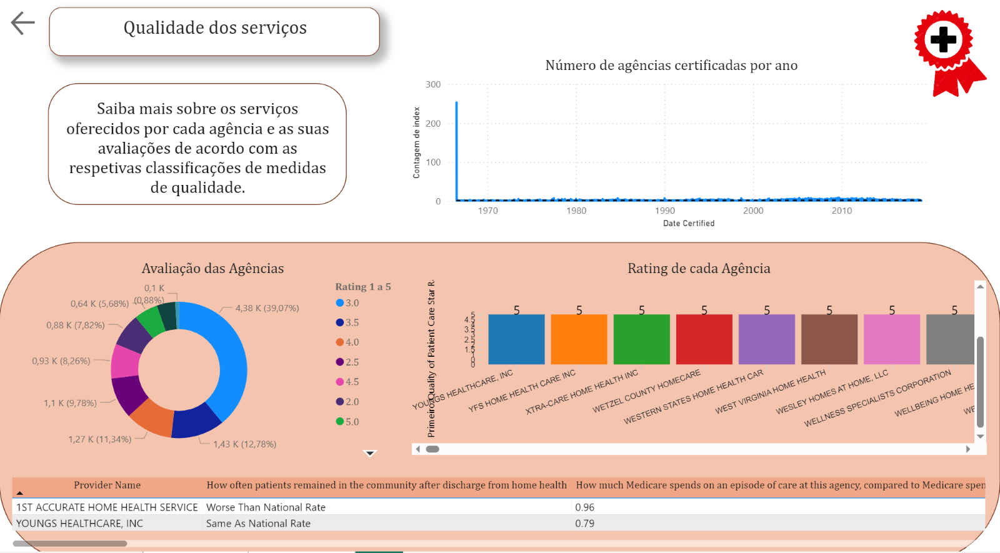 Qualidade dos serviços
Saiba mais sobre os serviços
oferecidos por cada agência e as suas
avaliações de acordo com as
respetivas classificações de medidas
de qualidade.
Número de agências certificadas por ano
Contagem de index
300
200
100
0
1970
1980
1990
2000
2010
Date Certified
Avaliação das Agências
0,1 K
(0,88%)
0,64 K (5,68%)
0,88 K (7,82%)
0,93 K (8,26%)
1,1 K (9,78%)
1,27 K (11,34%)
1,43 K (12,78%)
4,38 K (39,07%)
Rating 1 a 5
3.0
3.5
4.0
2.5
4.5
2.0
5.0
Rating de cada Agência
Primeiro Quality of Patient Care Star R.
5
4.5
4
3.5
3
2.5
2
1.5
1
0
0
5
5
5
5
5
5
5
5
YOUNGS HEALTHCARE, INC
YFS HOME HEALTH CARE INC
XTRA-CARE HOME HEALTH INC
WETZEL COUNTY HOMECARE
WESTERN STATES HOME HEALTH CAR
WEST VIRGINIA HOME HEALTH
WESLEY HOMES AT HOME, LLC
WELLNESS SPECIALISTS CORPORATION
WELLBEING HOME HE
WE
Provider Name
How often patients remained in the community after discharge from home health
How much Medicare spends on an episode of care at this agency, compared to Medicare spen
1ST ACCURATE HOME HEALTH SERVICE
Worse Than National Rate
0.96
YOUNGS HEALTHCARE, INC
Same As National Rate
0.79